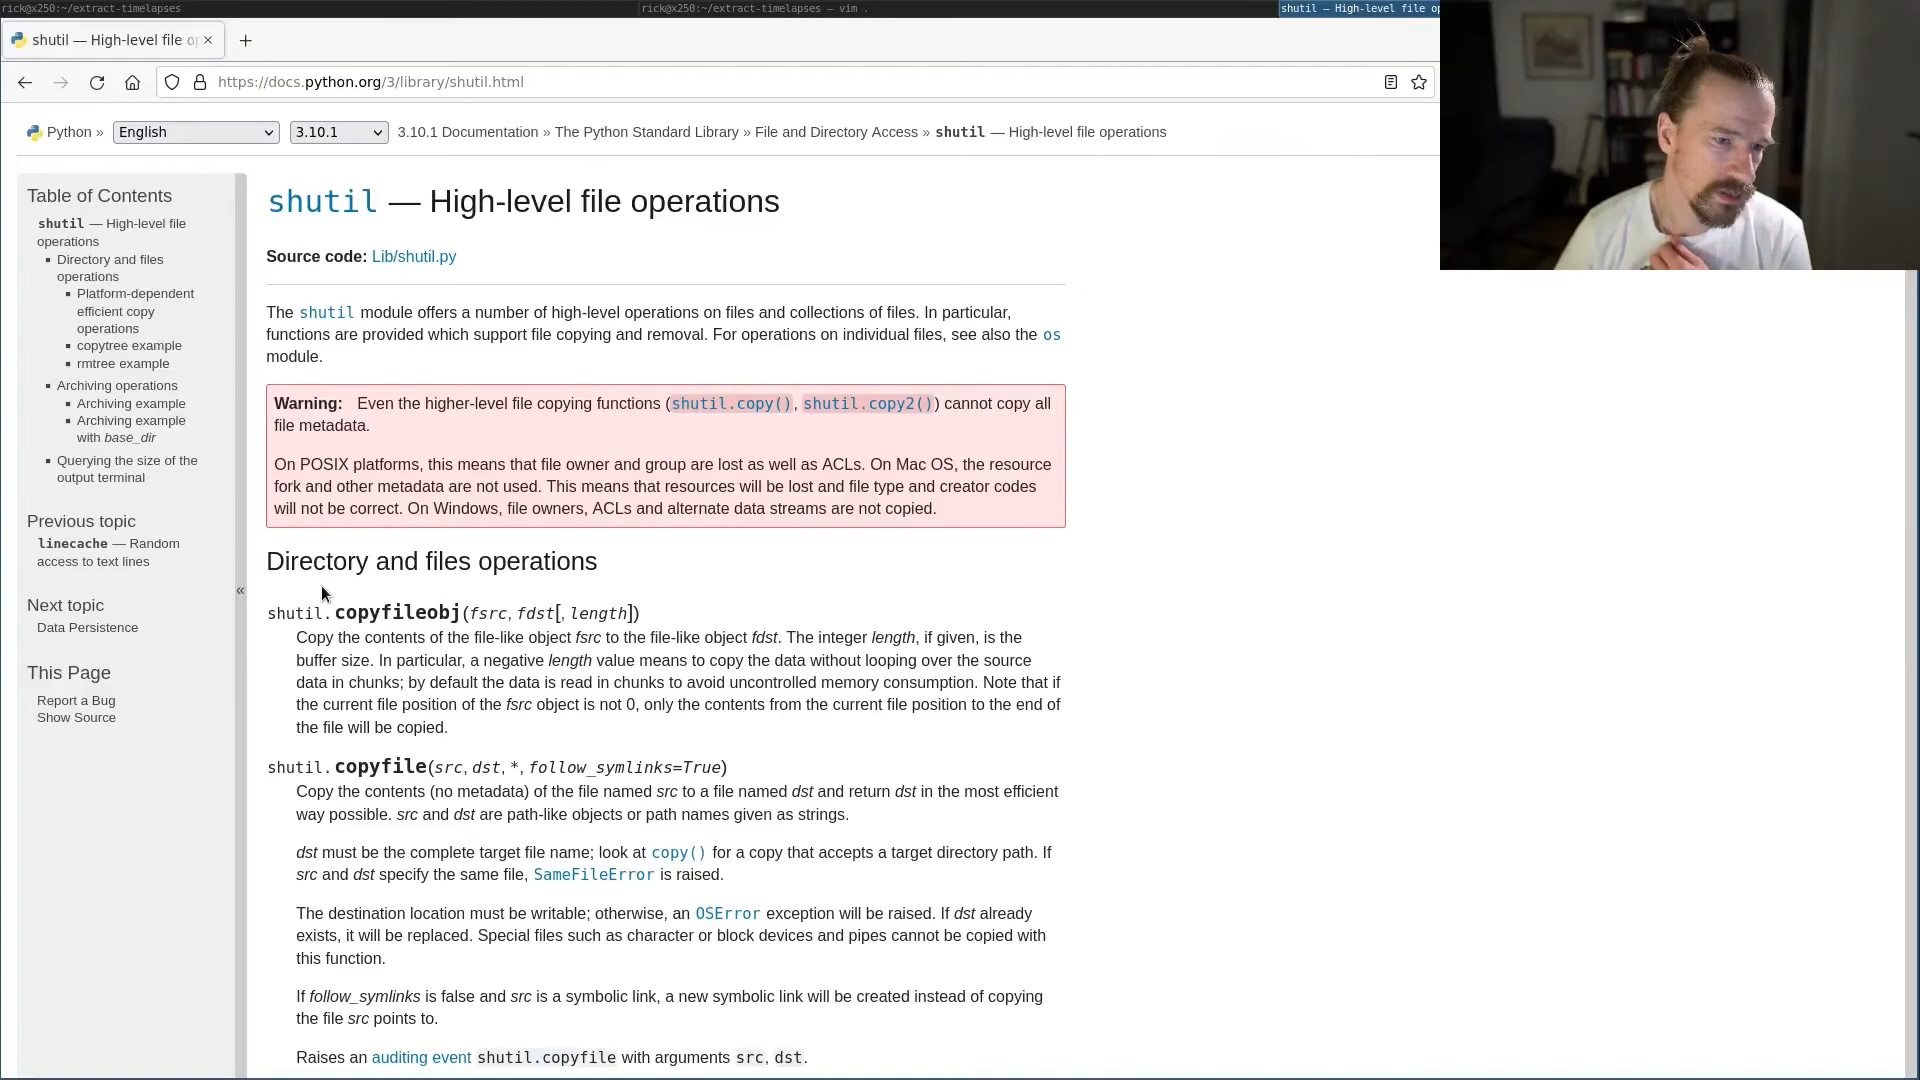 rick@x250:~/extract-timelapses
rick@x250:~/extract-timelapses — vim .
shutil — High-level file op
shutil — High-level file o
https://docs.python.org/3/library/shutil.html
Python »
English
3.10.1
3.10.1 Documentation » The Python Standard Library » File and Directory Access » shutil — High-level file operations
Table of Contents
shutil — High-level file
operations
Directory and files
operations
Platform-dependent
efficient copy
operations
copytree example
rmtree example
Archiving operations
Archiving example
Archiving example
with base_dir
Querying the size of the
output terminal
Previous topic
linecache — Random
access to text lines
Next topic
Data Persistence
This Page
Report a Bug
Show Source
«
shutil — High-level file operations
Source code: Lib/shutil.py
The shutil module offers a number of high-level operations on files and collections of files. In particular,
functions are provided which support file copying and removal. For operations on individual files, see also the os
module.
Warning: Even the higher-level file copying functions (shutil.copy(), shutil.copy2()) cannot copy all
file metadata.
On POSIX platforms, this means that file owner and group are lost as well as ACLs. On Mac OS, the resource
fork and other metadata are not used. This means that resources will be lost and file type and creator codes
will not be correct. On Windows, file owners, ACLs and alternate data streams are not copied.
Directory and files operations
shutil.copyfileobj(fsrc, fdst[, length])
Copy the contents of the file-like object fsrc to the file-like object fdst. The integer length, if given, is the
buffer size. In particular, a negative length value means to copy the data without looping over the source
data in chunks; by default the data is read in chunks to avoid uncontrolled memory consumption. Note that if
the current file position of the fsrc object is not 0, only the contents from the current file position to the end of
the file will be copied.
shutil.copyfile(src, dst, *, follow_symlinks=True)
Copy the contents (no metadata) of the file named src to a file named dst and return dst in the most efficient
way possible. src and dst are path-like objects or path names given as strings.
dst must be the complete target file name; look at copy() for a copy that accepts a target directory path. If
src and dst specify the same file, SameFileError is raised.
The destination location must be writable; otherwise, an OSError exception will be raised. If dst already
exists, it will be replaced. Special files such as character or block devices and pipes cannot be copied with
this function.
If follow_symlinks is false and src is a symbolic link, a new symbolic link will be created instead of copying
the file src points to.
Raises an auditing event shutil.copyfile with arguments src, dst.